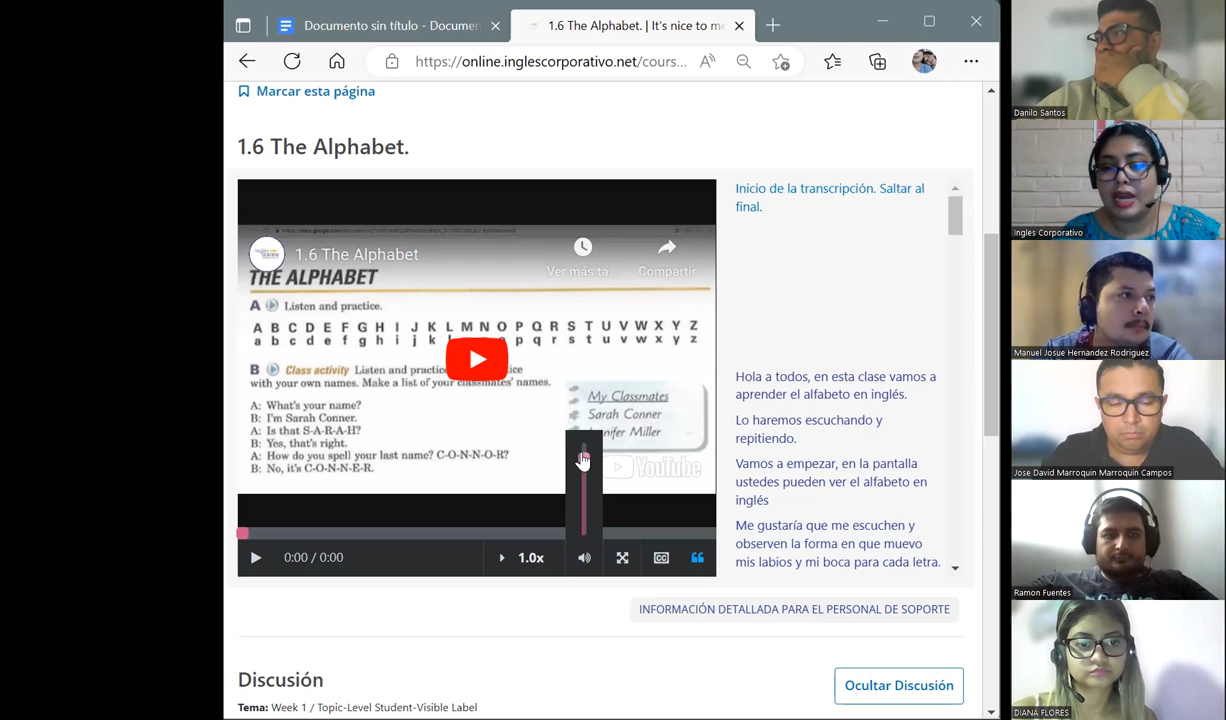 Documento sin título - Documen
1.6 The Alphabet. | It's nice to me
https://online.inglescorporativo.net/cours...
Marcar esta página
1.6 The Alphabet.
1.6 The Alphabet
Ver más ta...
Compartir
THE ALPHABET
A Listen and practice.
A B C D E F G H I J K L M N O P Q R S T U V W X Y Z
a b c d e f g h i j k l m n o p q r s t u v w x y z
B Class activity Listen and practice
with your own names. Make a list of your classmates' names.
A: What's your name?
B: I'm Sarah Conner.
A: Is that S-A-R-A-H?
B: Yes, that's right.
A: How do you spell your last name? C-O-N-N-O-R?
B: No, it's C-O-N-N-E-R.
My Classmates
Sarah Conner
Jennifer Miller
YouTube
0:00 / 0:00
1.0x
Inicio de la transcripción. Saltar al
final.
Hola a todos, en esta clase vamos a
aprender el alfabeto en inglés.
Lo haremos escuchando y
repitiendo.
Vamos a empezar, en la pantalla
ustedes pueden ver el alfabeto en
inglés
Me gustaría que me escuchen y
observen la forma en que muevo
mis labios y mi boca para cada letra.
INFORMACIÓN DETALLADA PARA EL PERSONAL DE SOPORTE
Discusión
Tema: Week 1 / Topic-Level Student-Visible Label
Ocultar Discusión
Danilo Santos
Ingles Corporativo
Manuel Josue Hernandez Rodriguez
Jose David Marroquin Marroquin Campos
Ramon Fuentes
DIANA FLORES